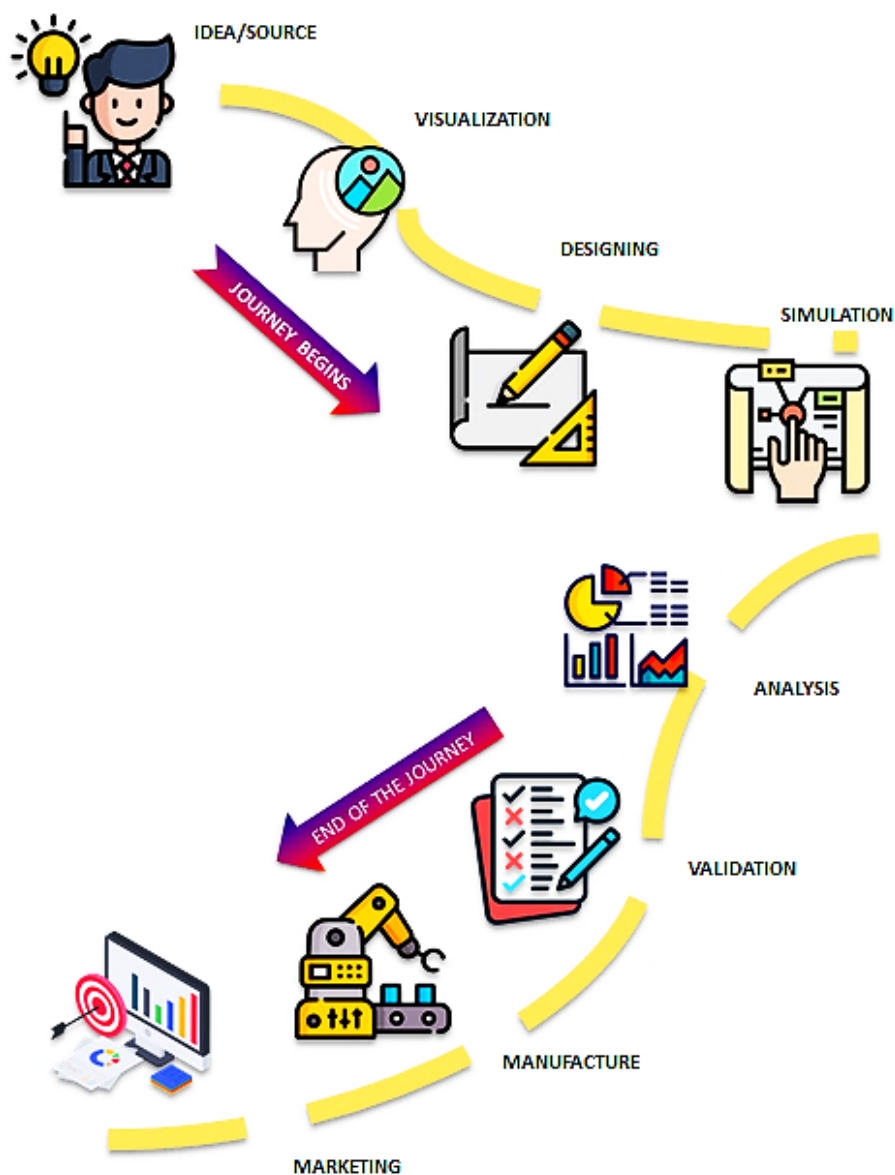 IDEA/SOURCE
VISUALIZATION
DESIGNING
SIMULATION
JOURNEY BEGINS
ANALYSIS
END OF THE JOURNEY
VALIDATION
MANUFACTURE
MARKETING